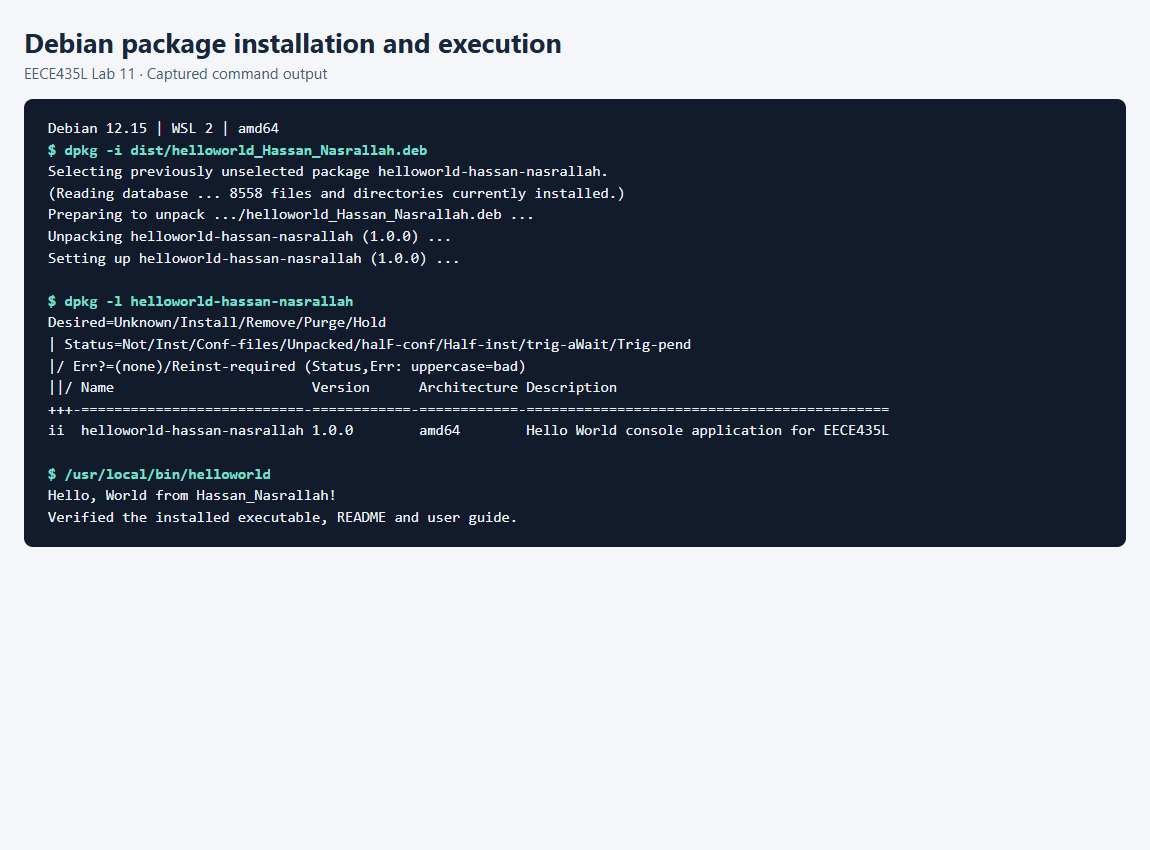 Debian package installation and execution
EECE435L Lab 11 · Captured command output
Debian 12.15 | WSL 2 | amd64
$ dpkg -i dist/helloworld_Hassan_Nasrallah.deb
Selecting previously unselected package helloworld-hassan-nasrallah.
(Reading database ... 8558 files and directories currently installed.)
Preparing to unpack .../helloworld_Hassan_Nasrallah.deb ...
Unpacking helloworld-hassan-nasrallah (1.0.0) ...
Setting up helloworld-hassan-nasrallah (1.0.0) ...
$ dpkg -l helloworld-hassan-nasrallah
Desired=Unknown/Install/Remove/Purge/Hold
| Status=Not/Inst/Conf-files/Unpacked/halF-conf/Half-inst/trig-aWait/Trig-pend
|/ Err?=(none)/Reinst-required (Status,Err: uppercase=bad)
||/ Name                        Version      Architecture Description
+++-===========================-============-============-============================================
ii  helloworld-hassan-nasrallah 1.0.0        amd64        Hello World console application for EECE435L
$ /usr/local/bin/helloworld
Hello, World from Hassan_Nasrallah!
Verified the installed executable, README and user guide.